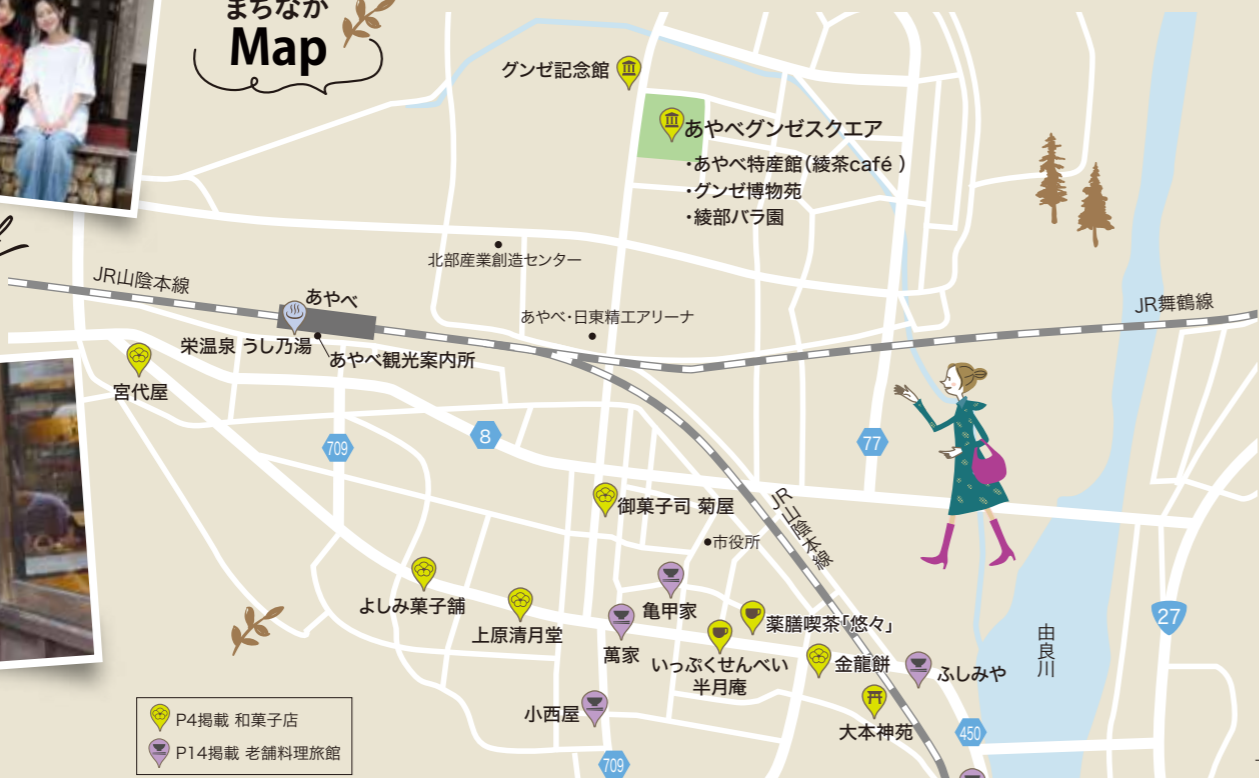 まちなか
Map
グンゼ記念館
あやべグンゼスクエア
・あやべ特産館（綾茶café ）
・グンゼ博物苑
・綾部バラ園
北部産業創造センター
JR山陰本線
あやべ
あやべ・日東精工アリーナ
JR舞鶴線
栄温泉 うし乃湯
あやべ観光案内所
宮代屋
709
8
77
御菓子司 菊屋
JR山陰本線
市役所
よしみ菓子舗
上原清月堂
亀甲家
萬家
薬膳喫茶「悠々」
いっぷくせんべい
半月庵
金龍餅
ふしみや
27
由良川
小西屋
大本神苑
450
709
P4掲載 和菓子店
P14掲載 老舗料理旅館